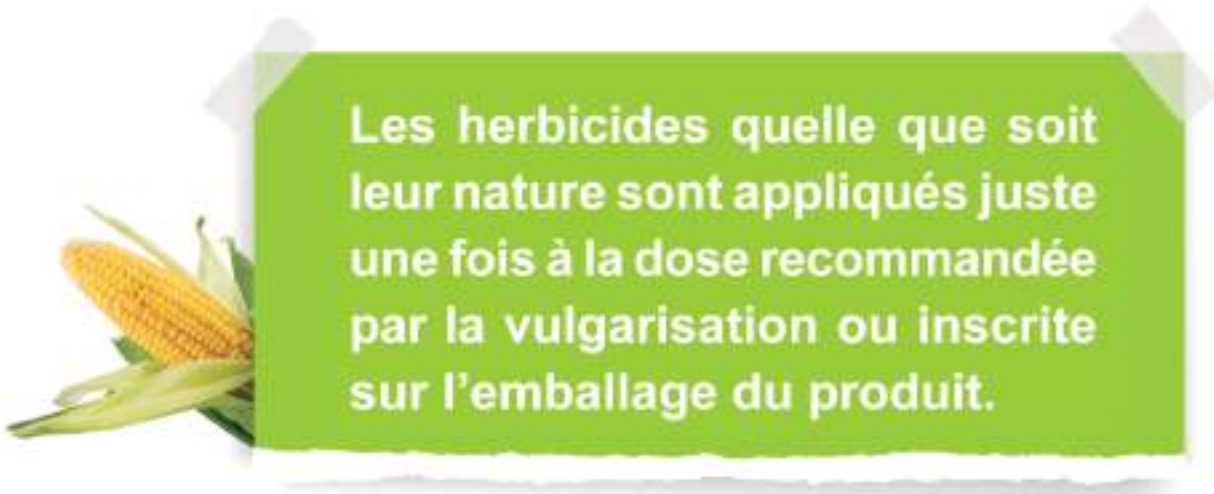 Les herbicides quelle que soit
leur nature sont appliqués juste
une fois à la dose recommandée
par la vulgarisation ou inscrite
sur l'emballage du produit.